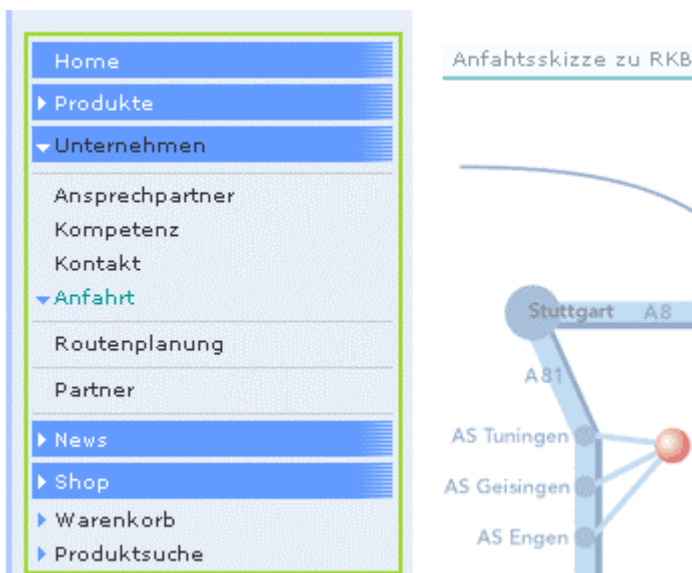 Home
Produkte
Unternehmen
Ansprechpartner
Kompetenz
Kontakt
Anfahrt
Routenplanung
Partner
News
Shop
Warenkorb
Produktsuche
Anfahtsskizze zu RKB
Stuttgart
A8
A81
AS Tuningen
AS Geisingen
AS Engen